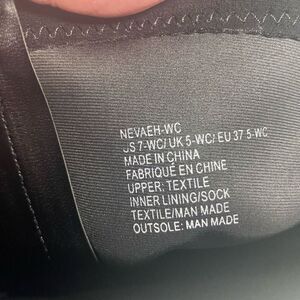 NEVAEH-WC
US 7-WC/ UK 5-WC/ EU 37 5-WC
MADE IN CHINA
FABRIQUÉ EN CHINE
UPPER: TEXTILE
INNER LINING/SOCK
TEXTILE/MAN MADE
OUTSOLE: MAN MADE